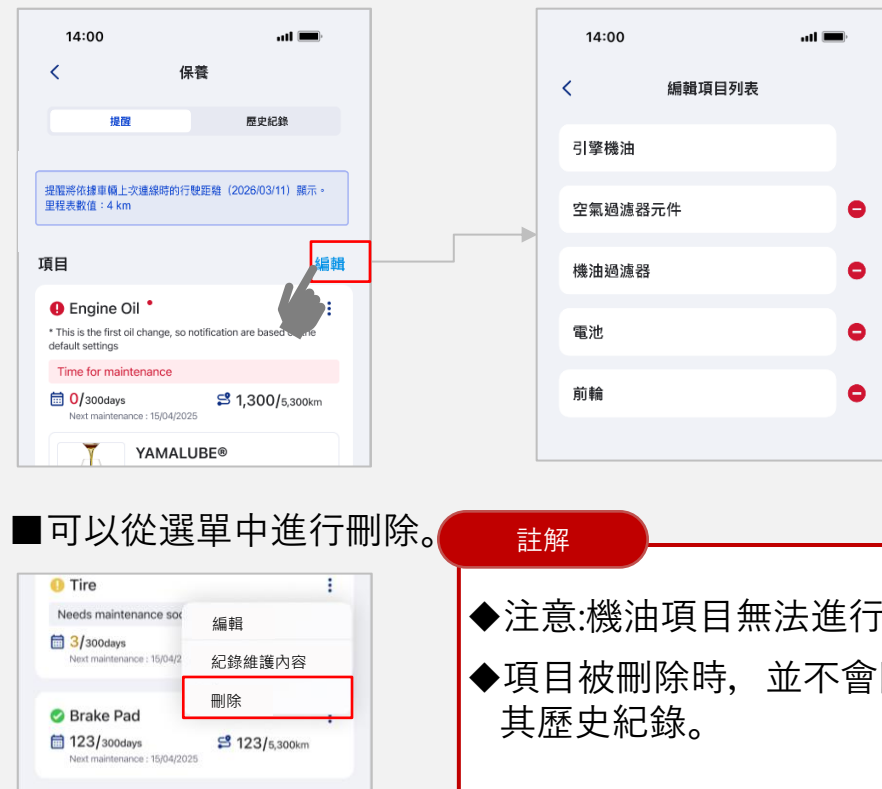 14:00
保養
提醒
歷史紀錄
提醒將依據車輛上次連線時的行駛距離（2026/03/11）顯示。
里程表數值：4 km
項目
編輯
Engine Oil
* This is the first oil change, so notification are based
default settings
Time for maintenance
0/300days
1,300/5,300km
Next maintenance : 15/04/2025
YAMALUBE®
14:00
編輯項目列表
引擎機油
空氣過濾器元件
機油過濾器
電池
前輪
■可以從選單中進行刪除。
Tire
Needs maintenance
3/300days
Next maintenance : 15/04/2
編輯
紀錄維護內容
刪除
Brake Pad
123/300days
123/5,300km
Next maintenance : 15/04/2025
註解
◆注意:機油項目無法進行
◆項目被刪除時，並不會
其歷史紀錄。